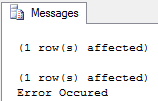 Messages
(1 row(s) affected)
(1 row(s) affected)
Error Occured